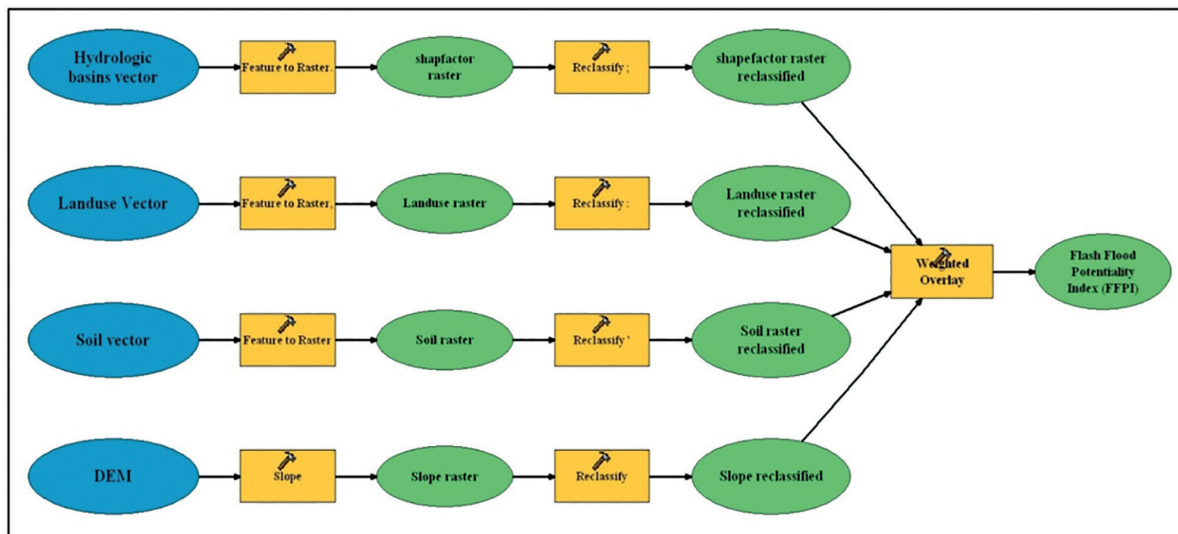 Hydrologic
basins vector
Feature to Raster.
shapfactor
raster
Reclassify ;
shapefactor raster
reclassified
Landuse Vector
Feature to Raster,
Landuse raster
Reclassify :
Landuse raster
reclassified
Weighted
Overlay
Flash Flood
Potentiality
Index (FFPI)
Soil vector
Feature to Raster
Soil raster
Reclassify '
Soil raster
reclassified
DEM
Slope
Slope raster
Reclassify
Slope reclassified